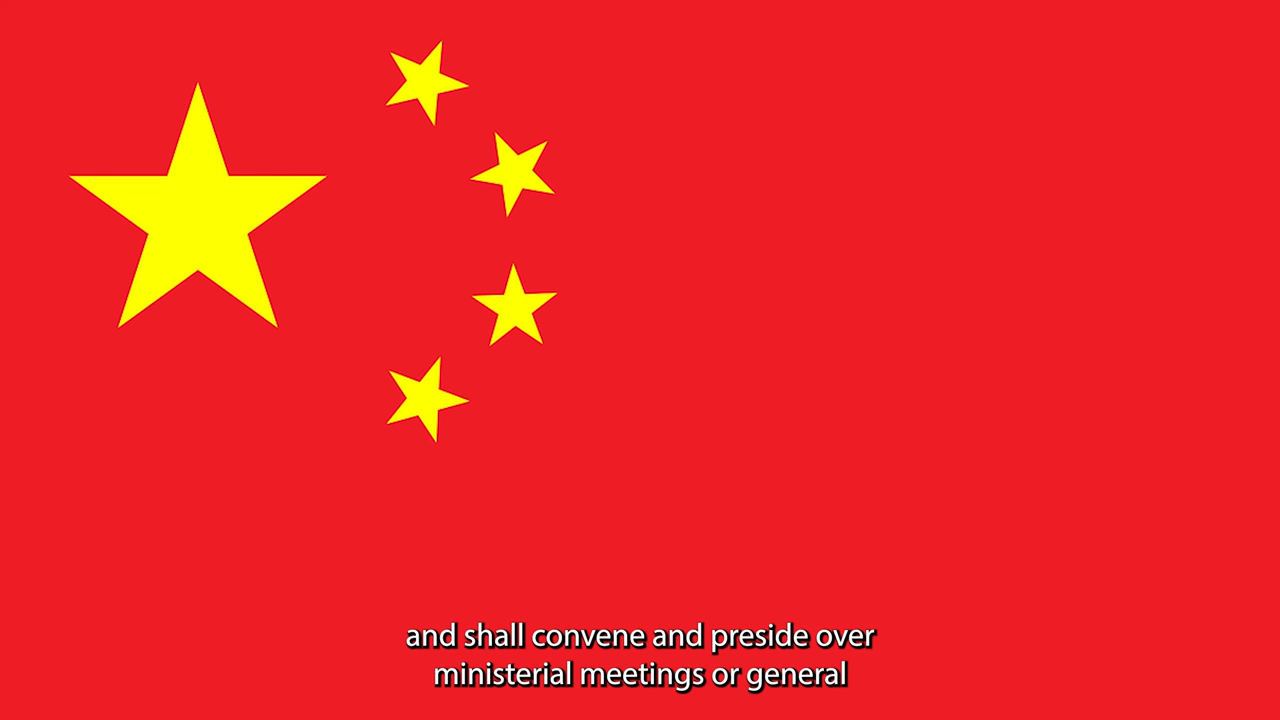 and shall convene and preside over
ministerial meetings or general